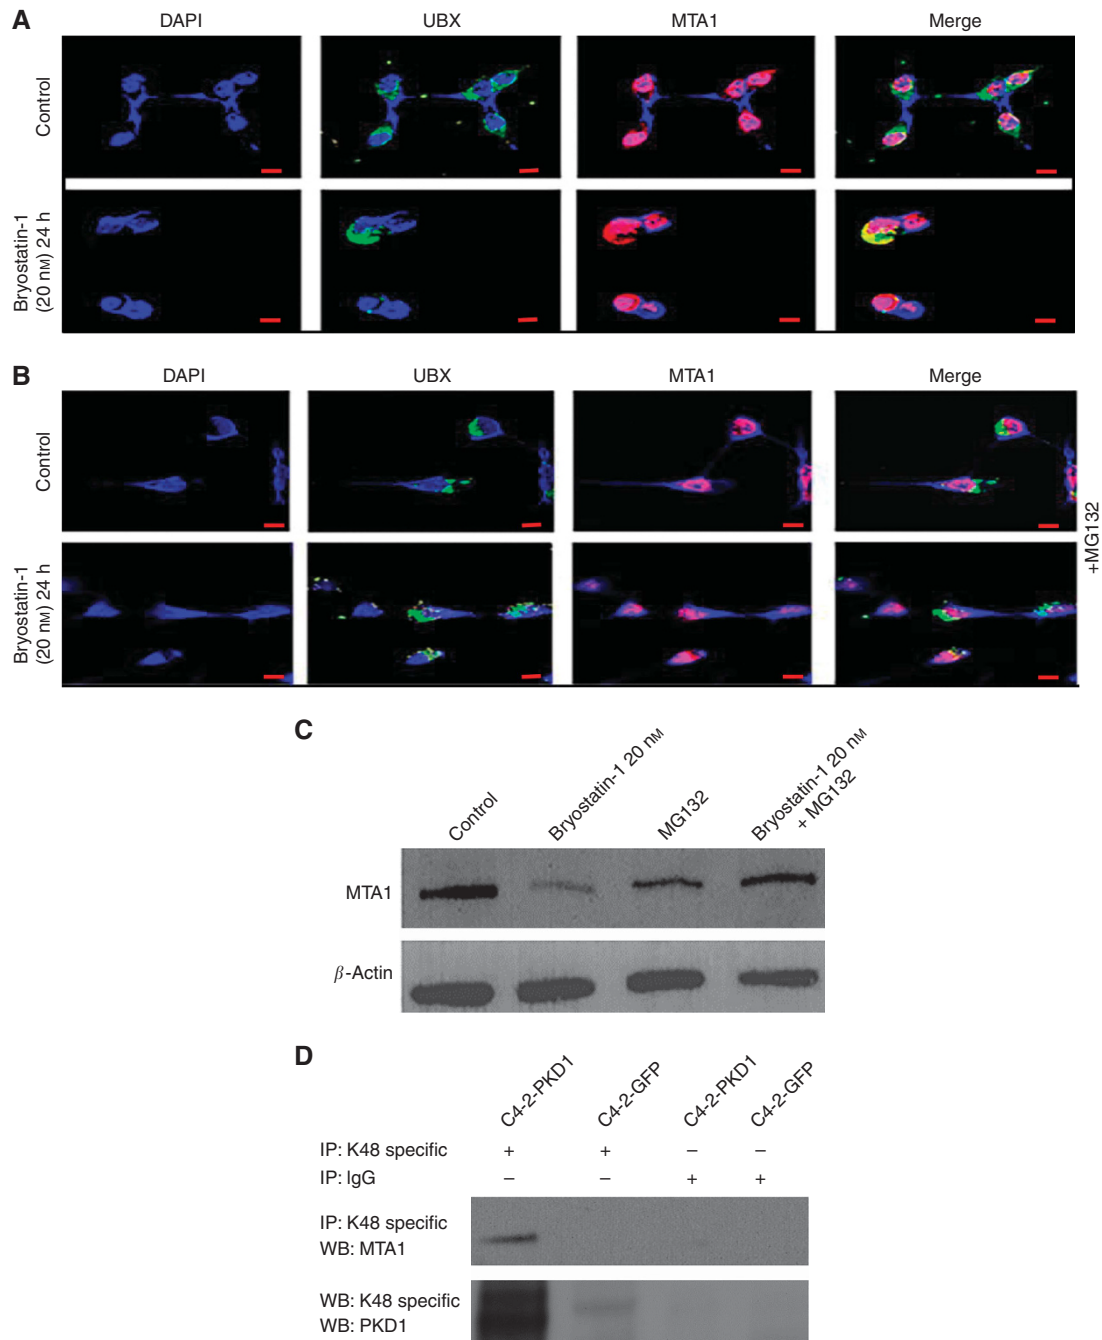 A
DAPI
UBX
MTA1
Merge
Control
Bryostatin-1
(20 nM) 24 h
B
DAPI
UBX
MTA1
Merge
Control
Bryostatin-1
(20 nM) 24 h
+MG132
C
Control
Bryostatin-1 20 nM
MG132
Bryostatin-1 20 nM
+ MG132
MTA1
β-Actin
D
C4-2-PKD1
C4-2-GFP
C4-2-PKD1
C4-2-GFP
IP: K48 specific + + – –
IP: IgG – – + +
IP: K48 specific
WB: MTA1
WB: K48 specific
WB: PKD1